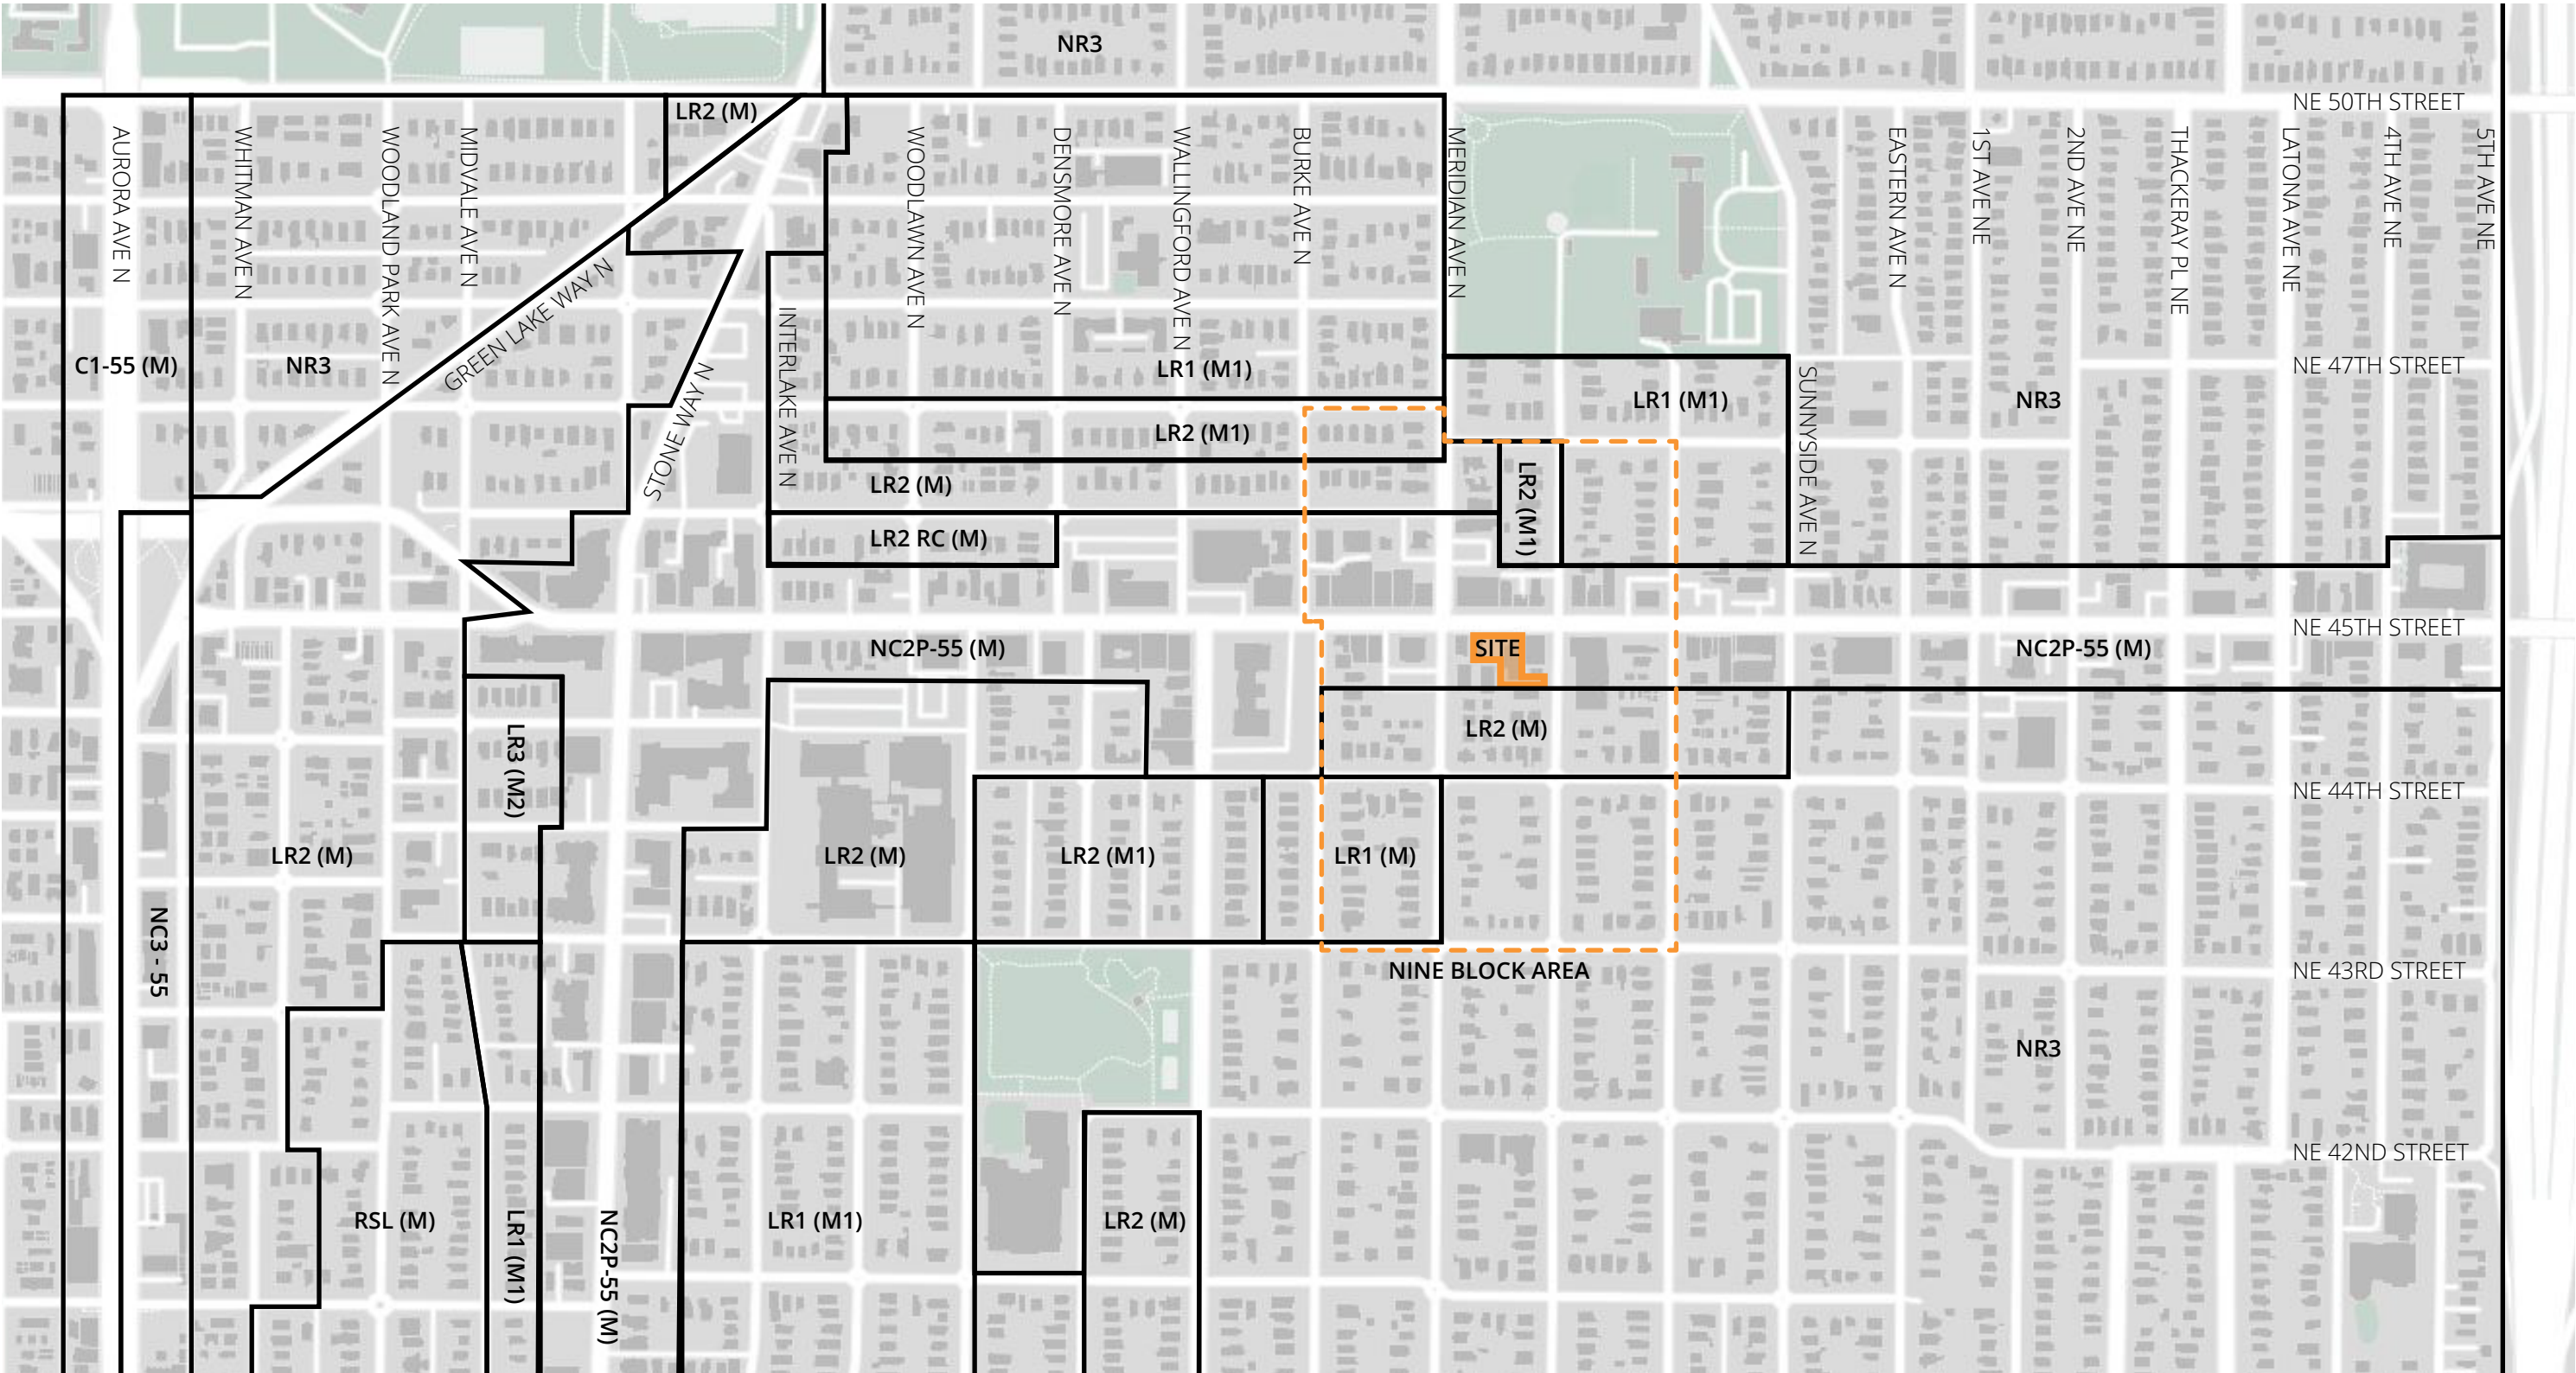 NR3
LR2 (M)
NE 50TH STREET
AURORA AVE N
WHITMAN AVE N
WOODLAND PARK AVE N
MIDVALE AVE N
WOODLAWN AVE N
DENSMORE AVE N
WALLINGFORD AVE N
BURKE AVE N
MERIDIAN AVE N
EASTERN AVE N
1ST AVE NE
2ND AVE NE
THACKERAY PL NE
LATONA AVE NE
4TH AVE NE
5TH AVE NE
GREEN LAKE WAY N
STONE WAY N
INTERLAKE AVE N
SUNNYSIDE AVE N
C1-55 (M)
NR3
LR1 (M1)
NE 47TH STREET
LR1 (M1)
NR3
LR2 (M1)
LR2 (M)
LR2 (M1)
LR2 RC (M)
NE 45TH STREET
NC2P-55 (M)
SITE
NC2P-55 (M)
LR2 (M)
LR3 (M2)
NE 44TH STREET
LR2 (M)
LR2 (M)
LR2 (M1)
LR1 (M)
NC3 - 55
NINE BLOCK AREA
NE 43RD STREET
NR3
NE 42ND STREET
RSL (M)
LR1 (M1)
NC2P-55 (M)
LR1 (M1)
LR2 (M)